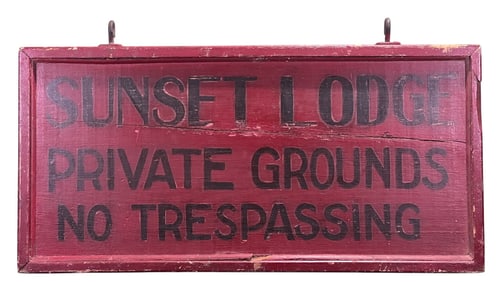 SUNSET LODGE
PRIVATE GROUNDS
NO TRESPASSING